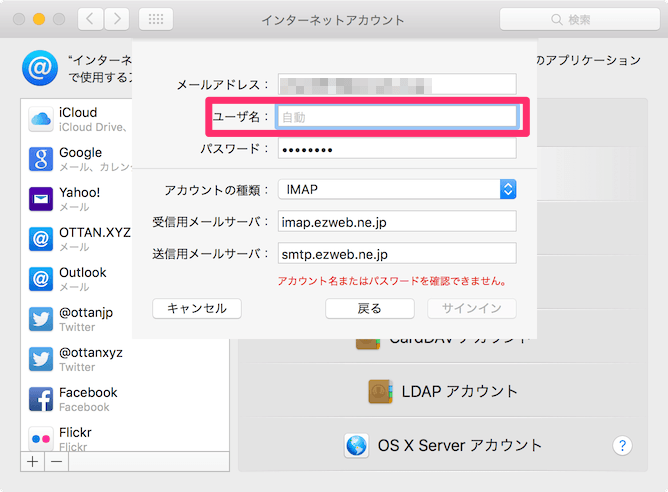 インターネットアカウント
検索
“インターネ
のアプリケーション
で使用するア
メールアドレス：
ユーザ名： 自動
パスワード： ••••••••
アカウントの種類： IMAP
受信用メールサーバ： imap.ezweb.ne.jp
送信用メールサーバ： smtp.ezweb.ne.jp
アカウント名またはパスワードを確認できません。
キャンセル
戻る
サインイン
iCloud
iCloud Drive、
Google
メール、カレン
Yahoo!
メール
OTTAN.XYZ
メール
Outlook
メール
@ottanjp
Twitter
@ottanxyz
Twitter
Facebook
Facebook
Flickr
Flickr
CardDAV アカウント
LDAP アカウント
OS X Server アカウント
?